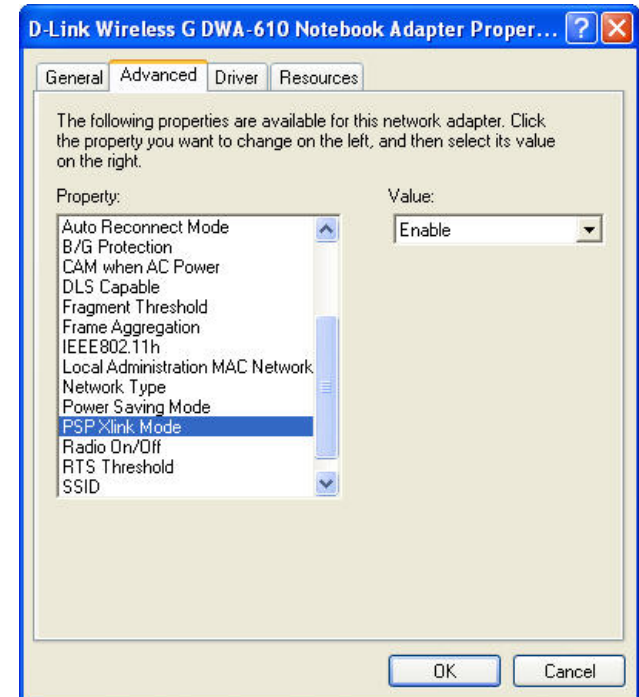 D-Link Wireless G DWA-610 Notebook Adapter Proper...
General Advanced Driver Resources
The following properties are available for this network adapter. Click
the property you want to change on the left, and then select its value
on the right.
Property:
Value:
Auto Reconnect Mode
Enable
B/G Protection
CAM when AC Power
DLS Capable
Fragment Threshold
Frame Aggregation
IEEE802.11h
Local Administration MAC Network
Network Type
Power Saving Mode
PSP Xlink Mode
Radio On/Off
RTS Threshold
SSID
OK
Cancel